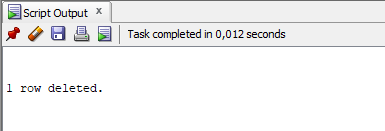 Script Output x
Task completed in 0,012 seconds
1 row deleted.